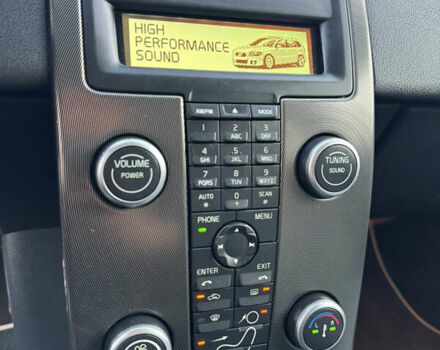 HIGH
PERFORMANCE
SOUND
AM/FM MODE
1 2 ABC 3 DEF
4 GHI 5 JKL 6 MNO
7 PQRS 8 TUV 9 WXYZ
AUTO * 0 SCAN #
VOLUME
POWER
TUNING
SOUND
PHONE MENU
ENTER EXIT
L R